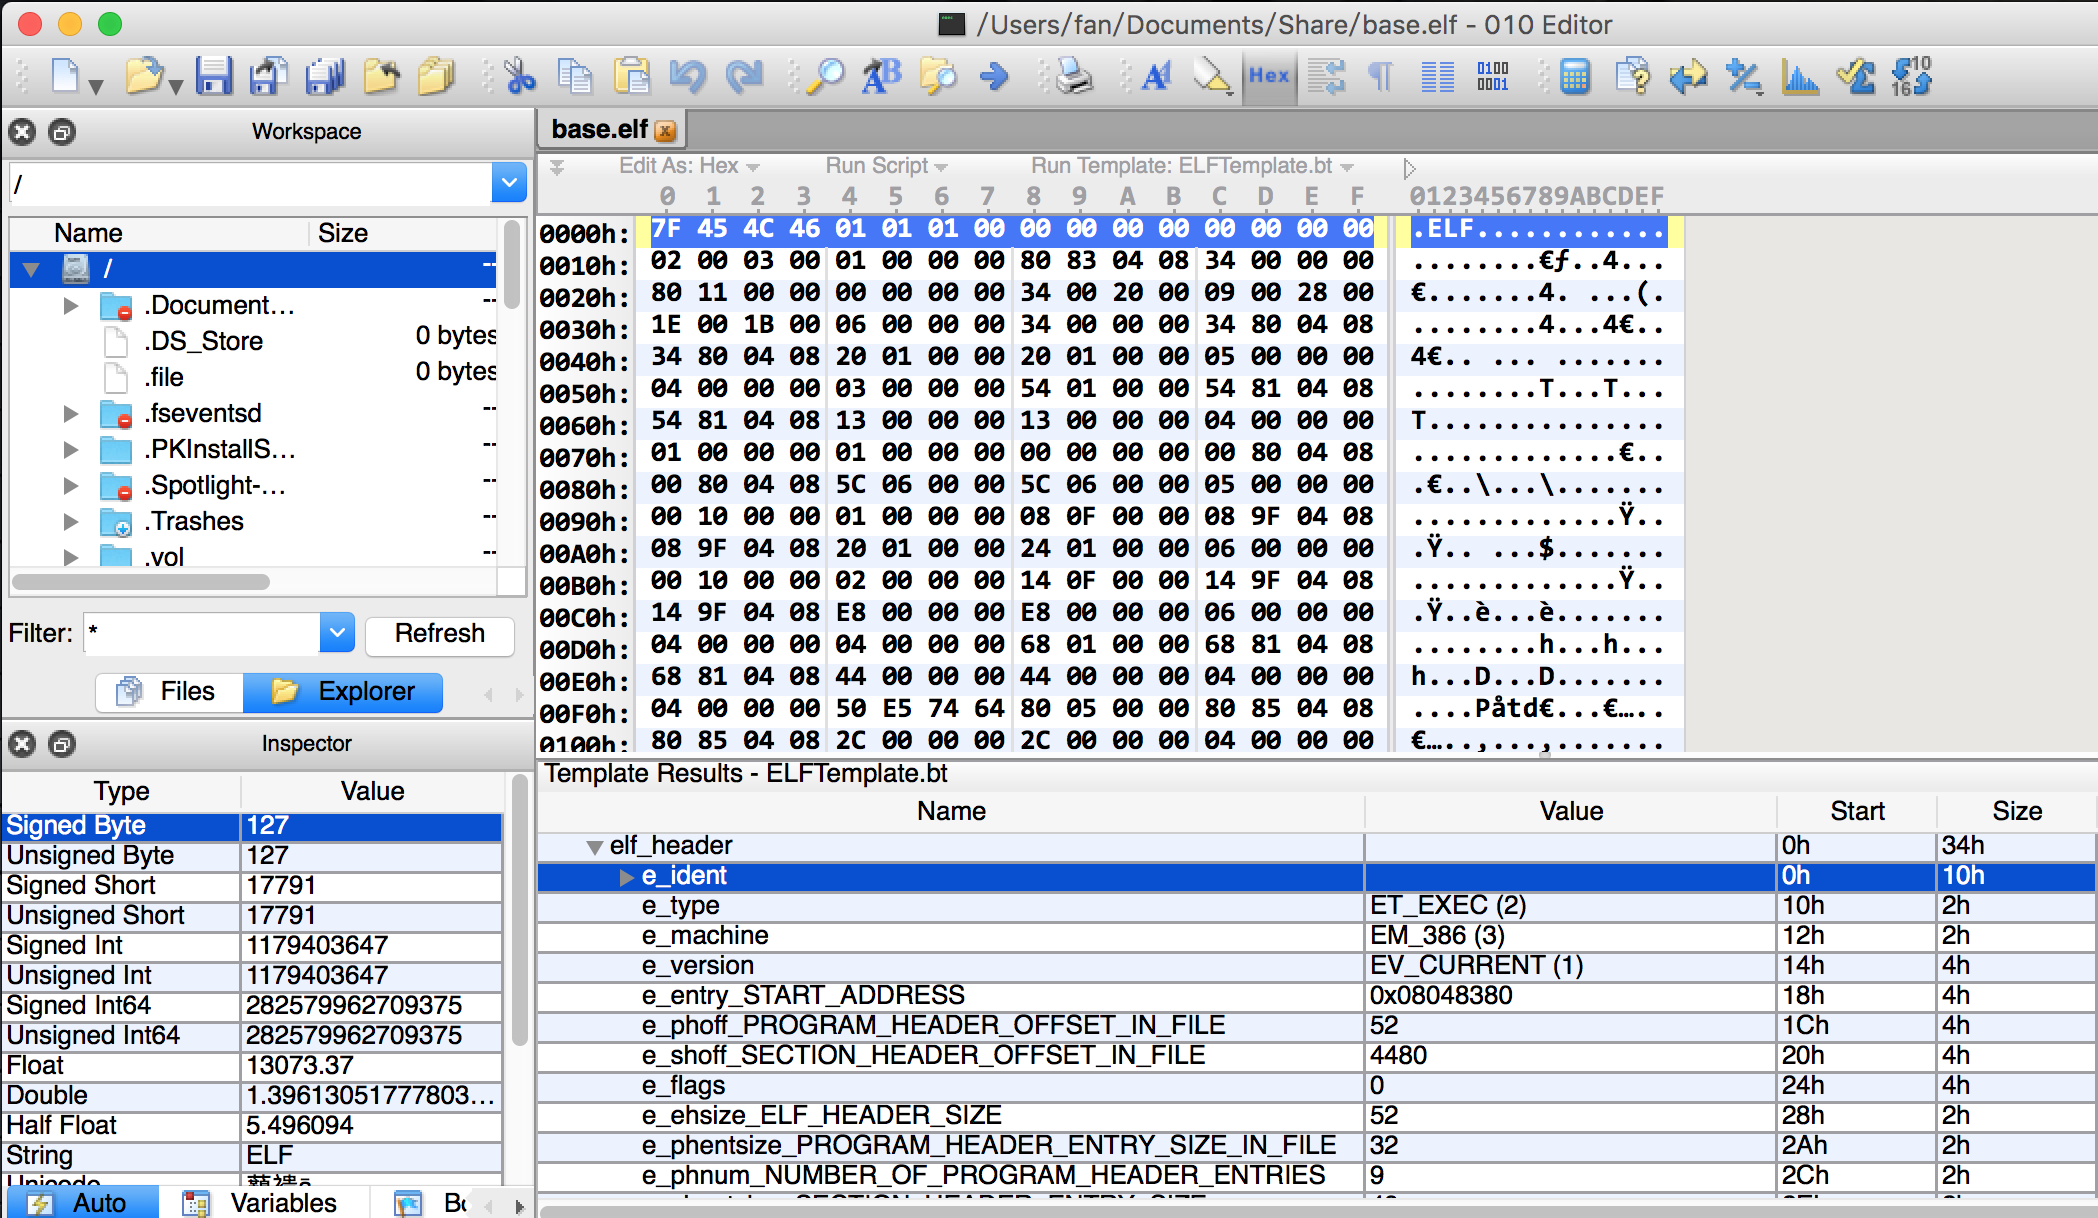 /Users/fan/Documents/Share/base.elf - 010 Editor
Hex
0100
0001
10
16
Workspace
/
Name Size
/ --
.Document... --
.DS_Store 0 bytes
.file 0 bytes
.fseventsd --
.PKInstallS... --
.Spotlight-... --
.Trashes --
.vol --
Filter: * Refresh
Files Explorer
Inspector
Type Value
Signed Byte 127
Unsigned Byte 127
Signed Short 17791
Unsigned Short 17791
Signed Int 1179403647
Unsigned Int 1179403647
Signed Int64 282579962709375
Unsigned Int64 282579962709375
Float 13073.37
Double 1.39613051777803...
Half Float 5.496094
String ELF
Auto Variables
base.elf
Edit As: Hex Run Script Run Template: ELFTemplate.bt
0 1 2 3 4 5 6 7 8 9 A B C D E F 0123456789ABCDEF
0000h: 7F 45 4C 46 01 01 01 00 00 00 00 00 00 00 00 00 .ELF............
0010h: 02 00 03 00 01 00 00 00 80 83 04 08 34 00 00 00 ........€ƒ..4...
0020h: 80 11 00 00 00 00 00 00 34 00 20 00 09 00 28 00 €.......4. ...(.
0030h: 1E 00 1B 00 06 00 00 00 34 00 00 00 34 80 04 08 ........4...4€..
0040h: 34 80 04 08 20 01 00 00 20 01 00 00 05 00 00 00 4€.. ... .......
0050h: 04 00 00 00 03 00 00 00 54 01 00 00 54 81 04 08 ........T...T...
0060h: 54 81 04 08 13 00 00 00 13 00 00 00 04 00 00 00 T...............
0070h: 01 00 00 00 01 00 00 00 00 00 00 00 00 80 04 08 .............€..
0080h: 00 80 04 08 5C 06 00 00 5C 06 00 00 05 00 00 00 .€..\...\.......
0090h: 00 10 00 00 01 00 00 00 08 0F 00 00 08 9F 04 08 .............Ÿ..
00A0h: 08 9F 04 08 20 01 00 00 24 01 00 00 06 00 00 00 .Ÿ.. ...$.......
00B0h: 00 10 00 00 02 00 00 00 14 0F 00 00 14 9F 04 08 .............Ÿ..
00C0h: 14 9F 04 08 E8 00 00 00 E8 00 00 00 06 00 00 00 .Ÿ..è...è.......
00D0h: 04 00 00 00 04 00 00 00 68 01 00 00 68 81 04 08 ........h...h...
00E0h: 68 81 04 08 44 00 00 00 44 00 00 00 04 00 00 00 h...D...D.......
00F0h: 04 00 00 00 50 E5 74 64 80 05 00 00 80 85 04 08 ....Påtd€...€…..
0100h: 80 85 04 08 2C 00 00 00 2C 00 00 00 04 00 00 00 €…..,...,.......
Template Results - ELFTemplate.bt
Name Value Start Size
elf_header 0h 34h
e_ident 0h 10h
e_type ET_EXEC (2) 10h 2h
e_machine EM_386 (3) 12h 2h
e_version EV_CURRENT (1) 14h 4h
e_entry_START_ADDRESS 0x08048380 18h 4h
e_phoff_PROGRAM_HEADER_OFFSET_IN_FILE 52 1Ch 4h
e_shoff_SECTION_HEADER_OFFSET_IN_FILE 4480 20h 4h
e_flags 0 24h 4h
e_ehsize_ELF_HEADER_SIZE 52 28h 2h
e_phentsize_PROGRAM_HEADER_ENTRY_SIZE_IN_FILE 32 2Ah 2h
e_phnum_NUMBER_OF_PROGRAM_HEADER_ENTRIES 9 2Ch 2h